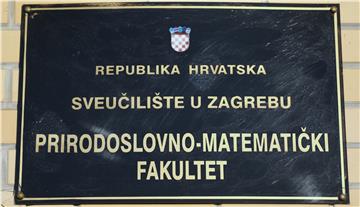 REPUBLIKA HRVATSKA
SVEUČILIŠTE U ZAGREBU
PRIRODOSLOVNO-MATEMATIČKI
FAKULTET